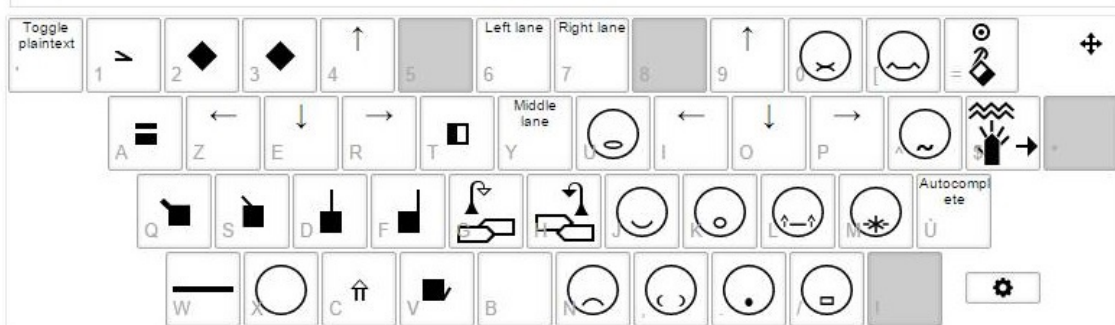 Toggle plaintext Left lane Right lane
' 1 2 3 4 5 6 7 8 9 0 [ =
Middle lane
A Z E R T Y U I O P ^ $ *
Autocomplete
Q S D F G H J K L M Ù
W X C V B N , . / !